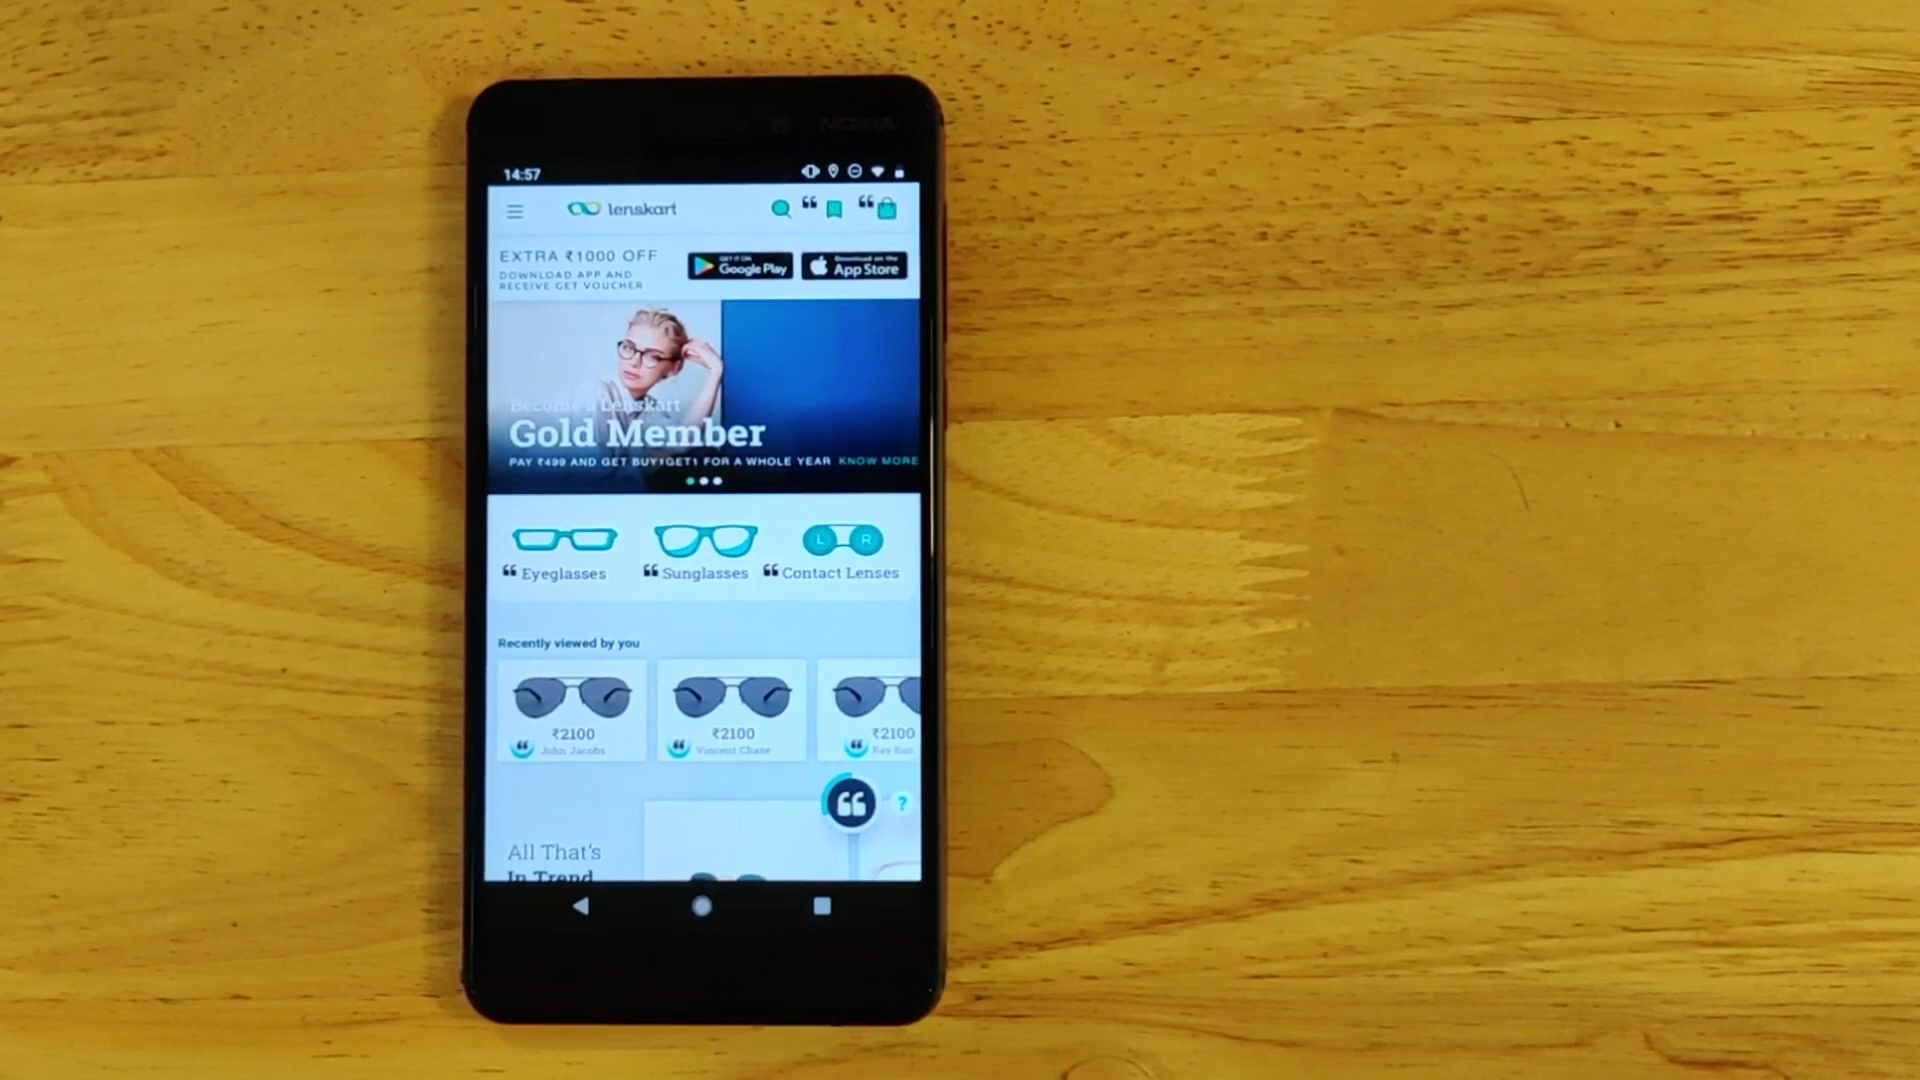 NOKIA
14:57
lenskart
EXTRA ₹1000 OFF
DOWNLOAD APP AND
RECEIVE GET VOUCHER
GET IT ON
Google Play
Download on the
App Store
Become a Lenskart
Gold Member
PAY ₹499 AND GET BUY1GET1 FOR A WHOLE YEAR KNOW MORE
L R
“ Eyeglasses “ Sunglasses “ Contact Lenses
Recently viewed by you
₹2100 ₹2100 ₹2100
“ John Jacobs “ Vincent Chase “ Ray Ban
“ ?
All That's
In Trend